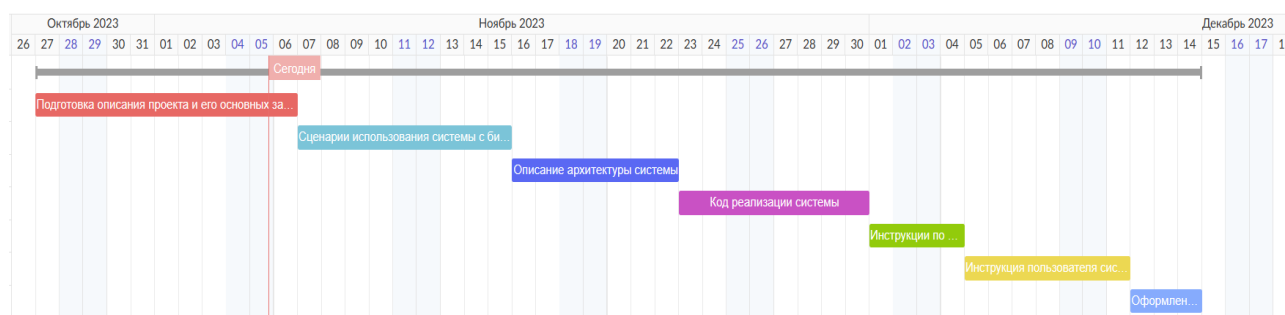 Октябрь 2023 Ноябрь 2023 Декабрь 2023
26 27 28 29 30 31 01 02 03 04 05 06 07 08 09 10 11 12 13 14 15 16 17 18 19 20 21 22 23 24 25 26 27 28 29 30 01 02 03 04 05 06 07 08 09 10 11 12 13 14 15 16 17 1
Сегодня
Подготовка описания проекта и его основных за...
Сценарии использования системы с би...
Описание архитектуры системы
Код реализации системы
Инструкции по ...
Инструкция пользователя сис...
Оформлен...